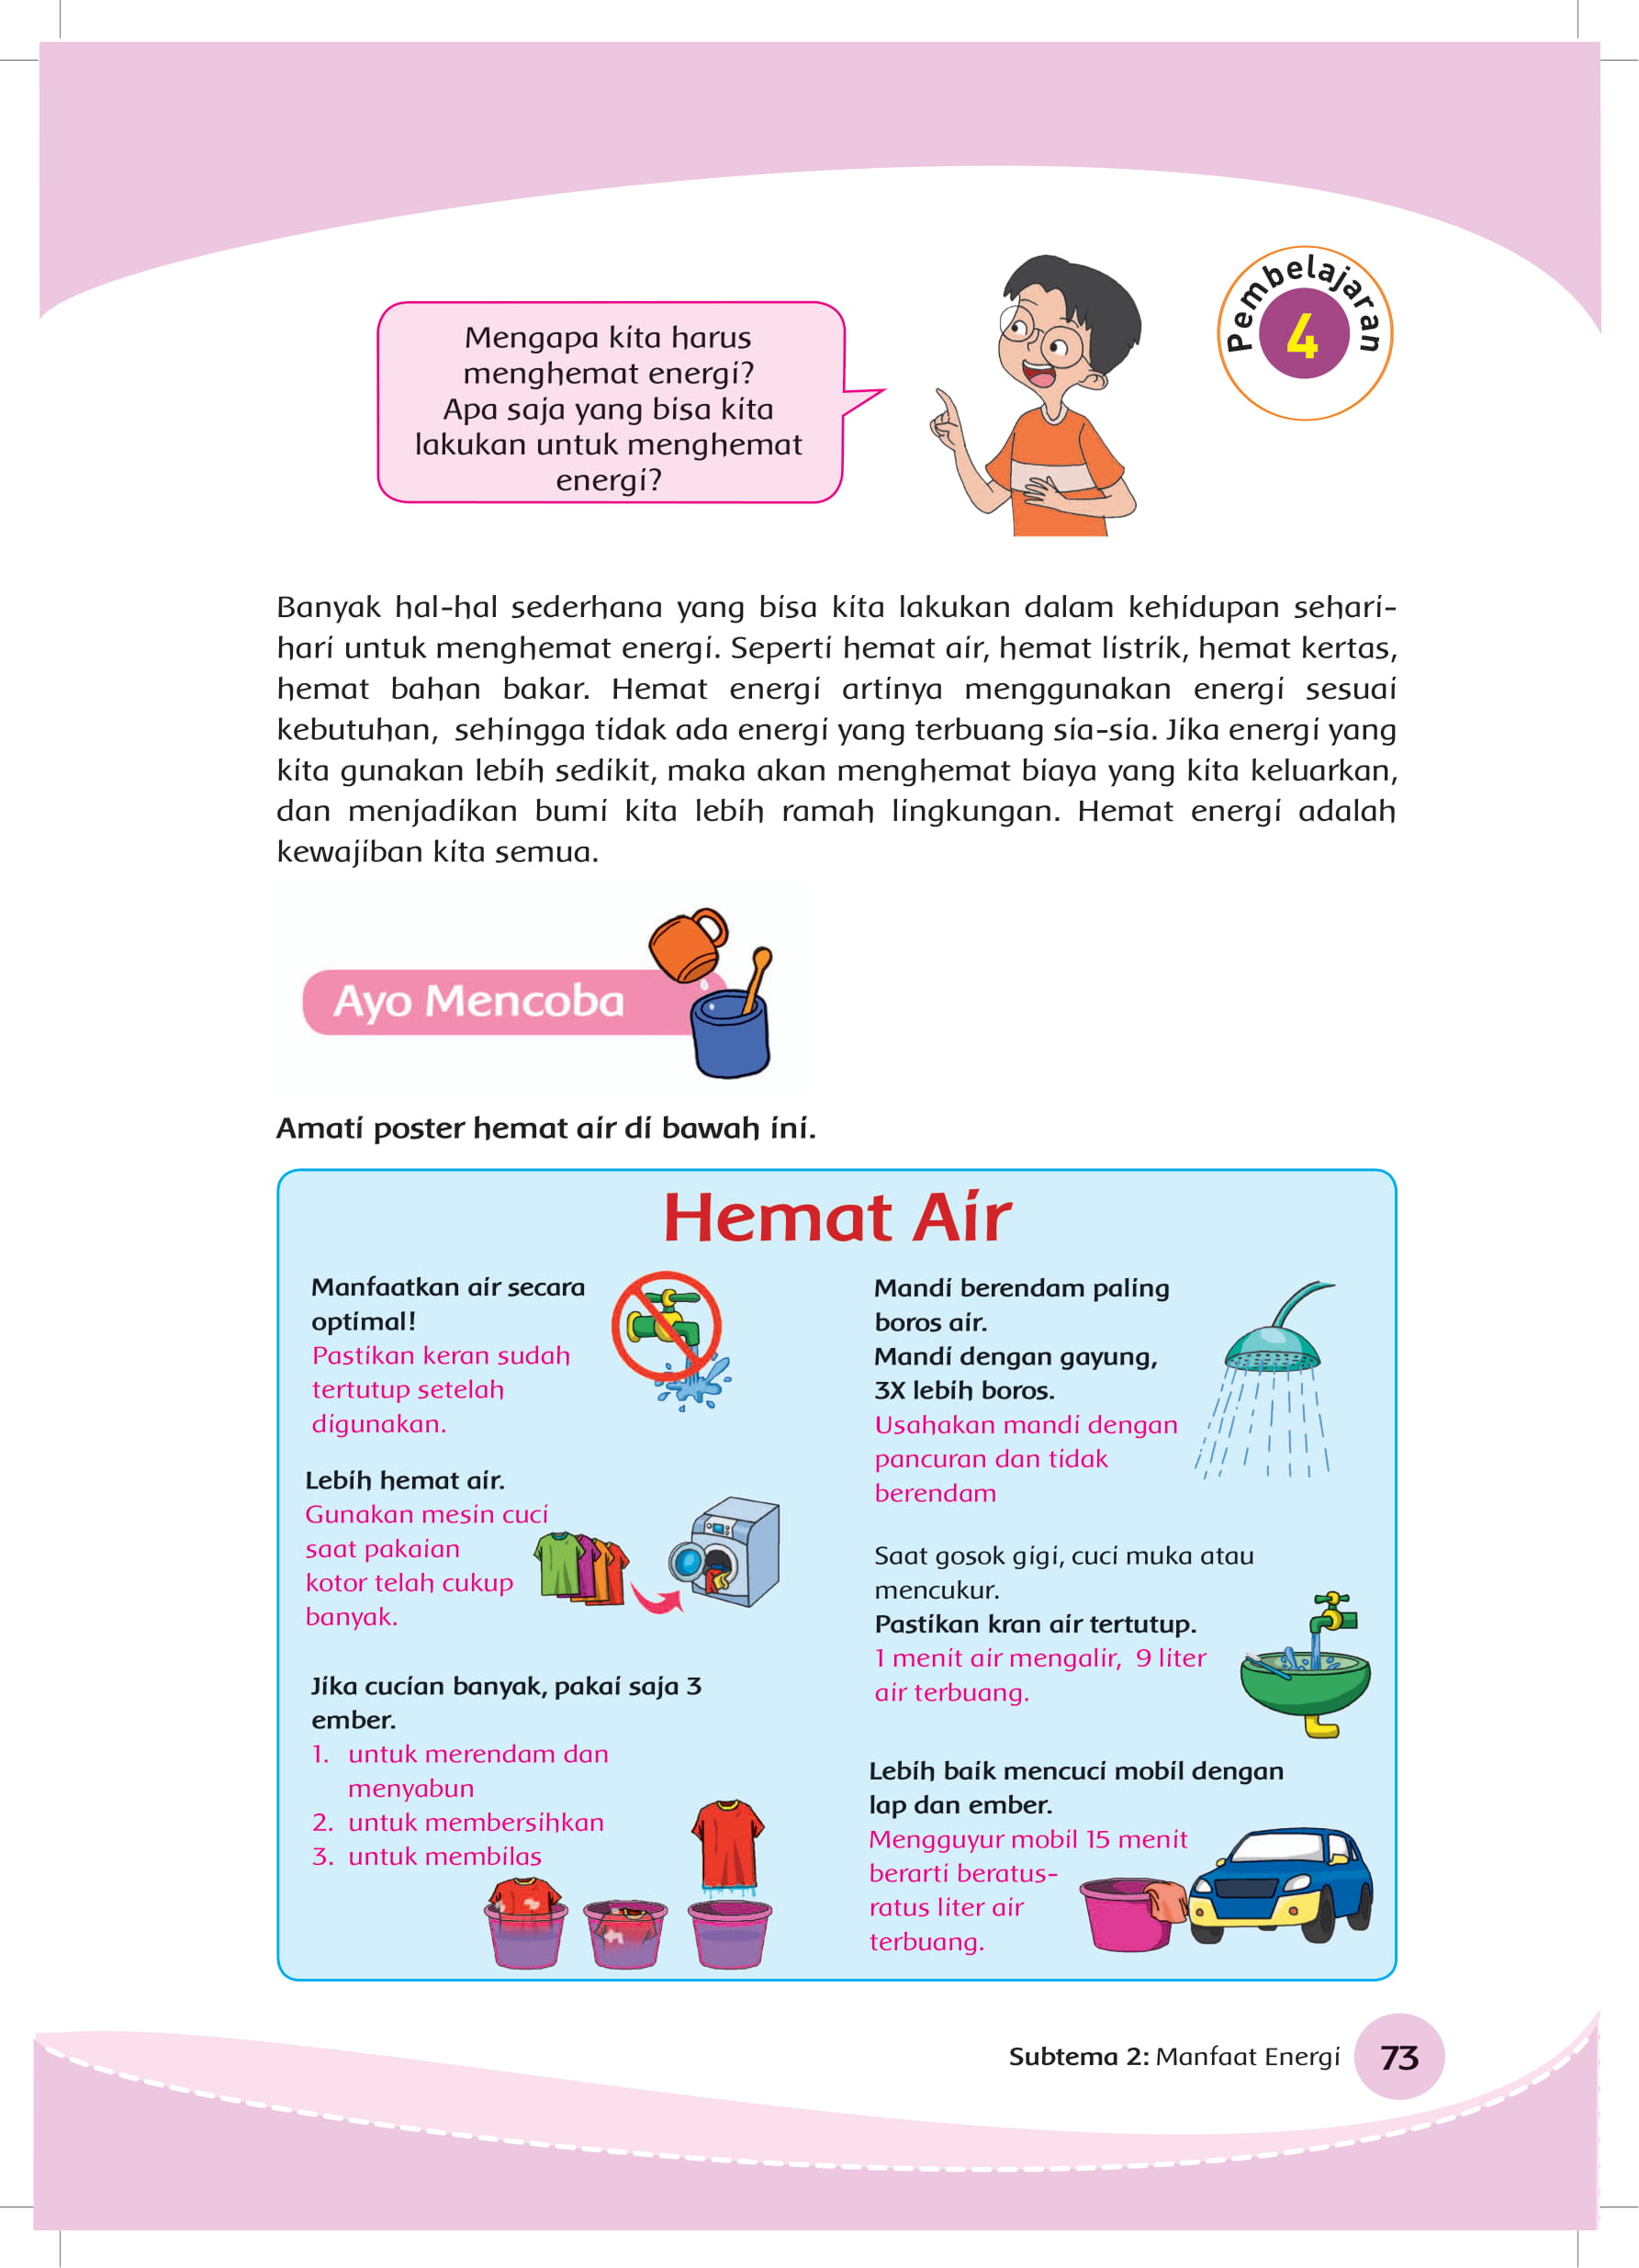 Pembelajaran
4
Mengapa kita harus
menghemat energi?
Apa saja yang bisa kita
lakukan untuk menghemat
energi?
Banyak hal-hal sederhana yang bisa kita lakukan dalam kehidupan sehari-
hari untuk menghemat energi. Seperti hemat air, hemat listrik, hemat kertas,
hemat bahan bakar. Hemat energi artinya menggunakan energi sesuai
kebutuhan, sehingga tidak ada energi yang terbuang sia-sia. Jika energi yang
kita gunakan lebih sedikit, maka akan menghemat biaya yang kita keluarkan,
dan menjadikan bumi kita lebih ramah lingkungan. Hemat energi adalah
kewajiban kita semua.
Ayo Mencoba
Amati poster hemat air di bawah ini.
Hemat Air
Manfaatkan air secara
optimal!
Pastikan keran sudah
tertutup setelah
digunakan.
Lebih hemat air.
Gunakan mesin cuci
saat pakaian
kotor telah cukup
banyak.
Jika cucian banyak, pakai saja 3
ember.
1. untuk merendam dan
menyabun
2. untuk membersihkan
3. untuk membilas
Mandi berendam paling
boros air.
Mandi dengan gayung,
3X lebih boros.
Usahakan mandi dengan
pancuran dan tidak
berendam
Saat gosok gigi, cuci muka atau
mencukur.
Pastikan kran air tertutup.
1 menit air mengalir, 9 liter
air terbuang.
Lebih baik mencuci mobil dengan
lap dan ember.
Mengguyur mobil 15 menit
berarti beratus-
ratus liter air
terbuang.
Subtema 2: Manfaat Energi
73